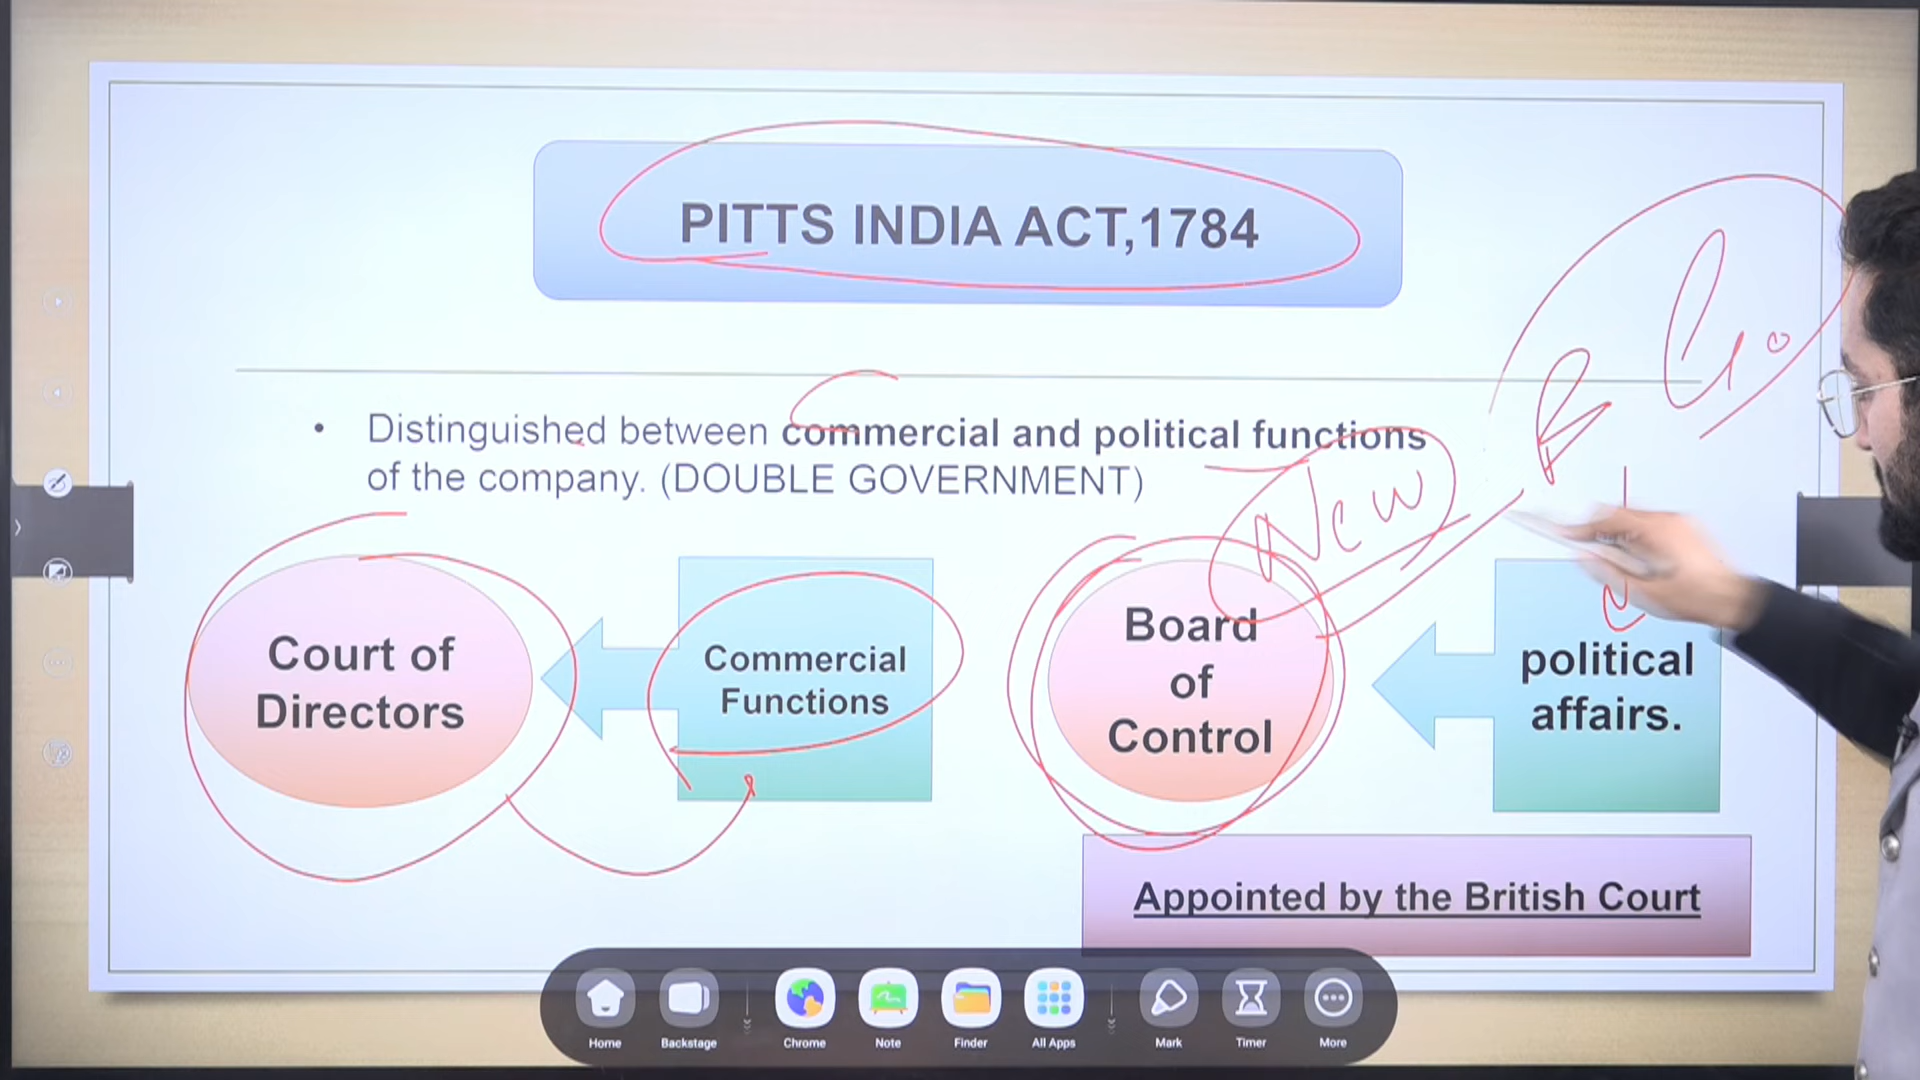 PITTS INDIA ACT,1784
• Distinguished between commercial and political functions
of the company. (DOUBLE GOVERNMENT)
New
Court of
Directors
Commercial
Functions
Board
of
Control
political
affairs.
Appointed by the British Court
Home
Backstage
Chrome
Note
Finder
All Apps
Mark
Timer
More